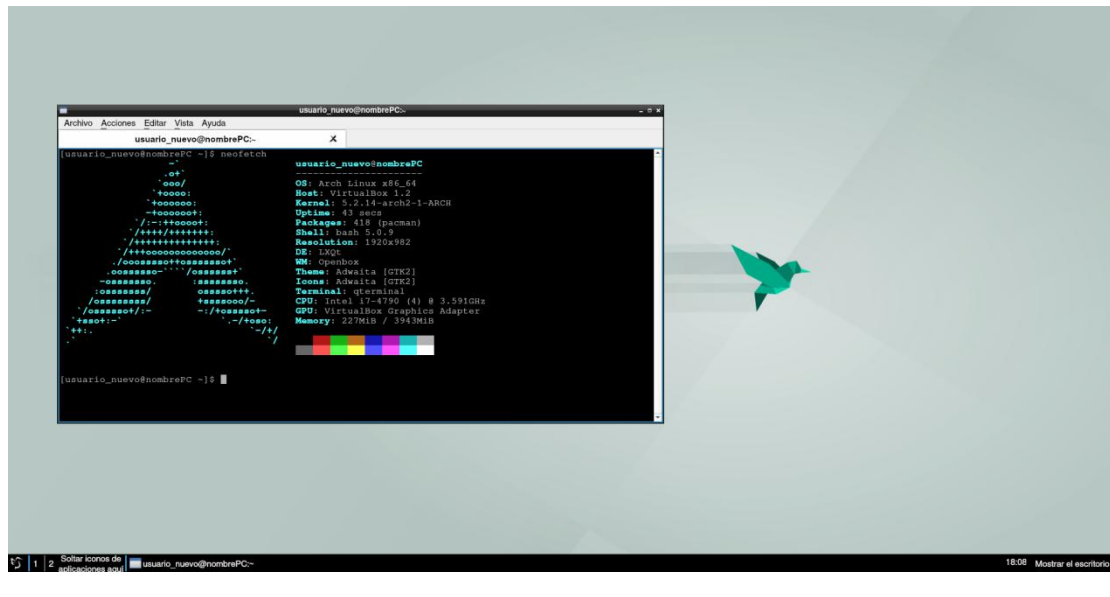 usuario_nuevo@nombrePC:~
Archivo Acciones Editar Vista Ayuda
usuario_nuevo@nombrePC:~
[usuario_nuevo@nombrePC ~]$ neofetch
usuario_nuevo@nombrePC
----------------------
OS: Arch Linux x86_64
Host: VirtualBox 1.2
Kernel: 5.2.14-arch2-1-ARCH
Uptime: 43 secs
Packages: 418 (pacman)
Shell: bash 5.0.9
Resolution: 1920x982
DE: LXQt
WM: Openbox
Theme: Adwaita [GTK2]
Icons: Adwaita [GTK2]
Terminal: qterminal
CPU: Intel i7-4790 (4) @ 3.591GHz
GPU: VirtualBox Graphics Adapter
Memory: 227MiB / 3943MiB
[usuario_nuevo@nombrePC ~]$
1 2
Soltar iconos de
aplicaciones aquí
usuario_nuevo@nombrePC:~
18:08 Mostrar el escritorio